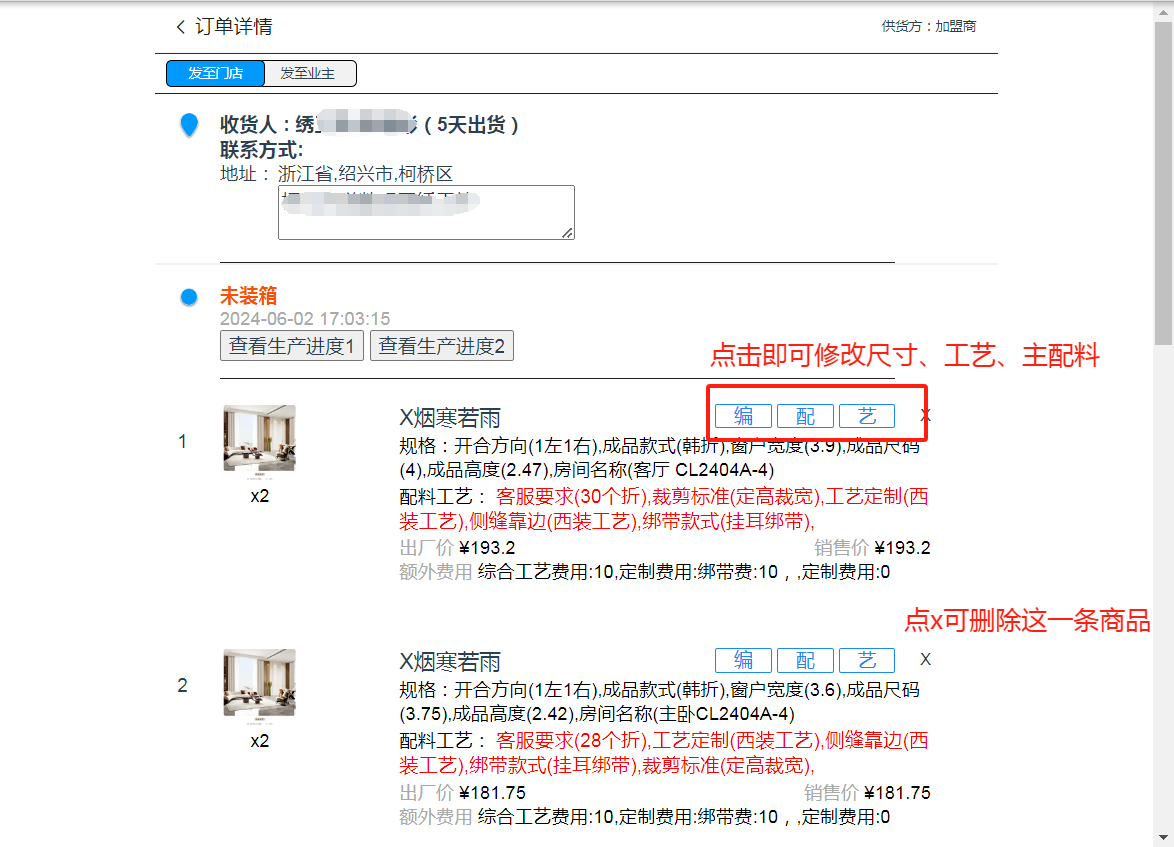 订单详情
供货方：加盟商
发至门店
发至业主
收货人：绣
（5天出货）
联系方式:
地址： 浙江省,绍兴市,柯桥区
未装箱
2024-06-02 17:03:15
查看生产进度1
查看生产进度2
点击即可修改尺寸、工艺、主配料
1
X烟寒若雨
编
配
艺
X
规格：开合方向(1左1右),成品款式(韩折),窗户宽度(3.9),成品尺码
(4),成品高度(2.47),房间名称(客厅 CL2404A-4)
x2
配料工艺： 客服要求(30个折),裁剪标准(定高裁宽),工艺定制(西
装工艺),侧缝靠边(西装工艺),绑带款式(挂耳绑带),
出厂价 ¥193.2
销售价 ¥193.2
额外费用 综合工艺费用:10,定制费用:绑带费:10，,定制费用:0
点x可删除这一条商品
2
X烟寒若雨
编
配
艺
X
规格：开合方向(1左1右),成品款式(韩折),窗户宽度(3.6),成品尺码
(3.75),成品高度(2.42),房间名称(主卧CL2404A-4)
x2
配料工艺： 客服要求(28个折),工艺定制(西装工艺),侧缝靠边(西
装工艺),绑带款式(挂耳绑带),裁剪标准(定高裁宽),
出厂价 ¥181.75
销售价 ¥181.75
额外费用 综合工艺费用:10,定制费用:绑带费:10，,定制费用:0